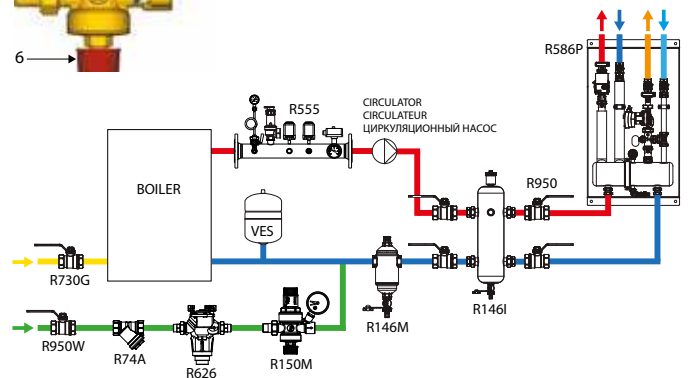 6
R586P
R555
CIRCULATOR
CIRCULATEUR
ЦИРКУЛЯЦИОННЫЙ НАСОС
BOILER
R950
VES
R730G
R146M
R146I
R950W
R74A
R626
R150M